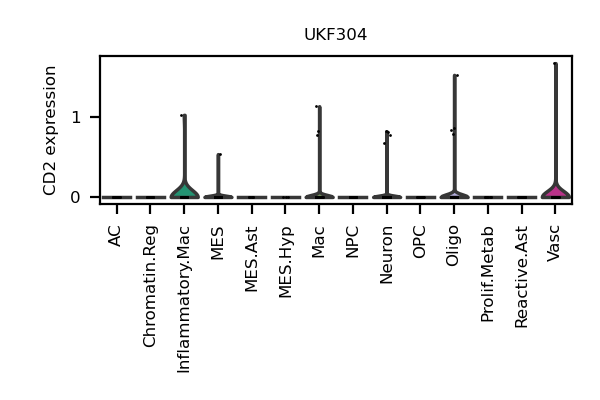 UKF304
CD2 expression
1
0
AC
Chromatin.Reg
Inflammatory.Mac
MES
MES.Ast
MES.Hyp
Mac
NPC
Neuron
OPC
Oligo
Prolif.Metab
Reactive.Ast
Vasc